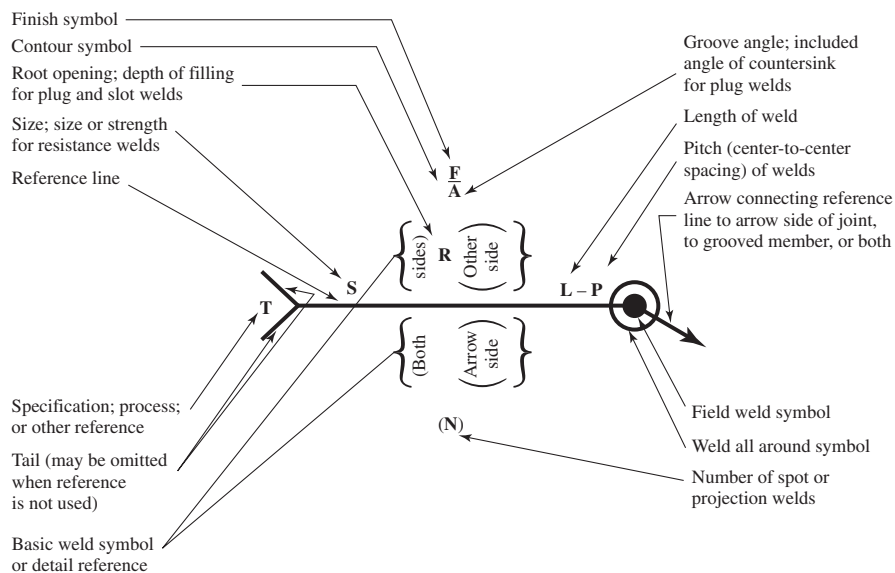 Finish symbol
Contour symbol
Root opening; depth of filling
for plug and slot welds
Size; size or strength
for resistance welds
Reference line
Groove angle; included
angle of countersink
for plug welds
Length of weld
Pitch (center-to-center
spacing) of welds
Arrow connecting reference
line to arrow side of joint,
to grooved member, or both
F
A
R
sides)
(Other
side)
S
L – P
T
(Both
(Arrow
side)
(N)
Specification; process;
or other reference
Tail (may be omitted
when reference
is not used)
Basic weld symbol
or detail reference
Field weld symbol
Weld all around symbol
Number of spot or
projection welds